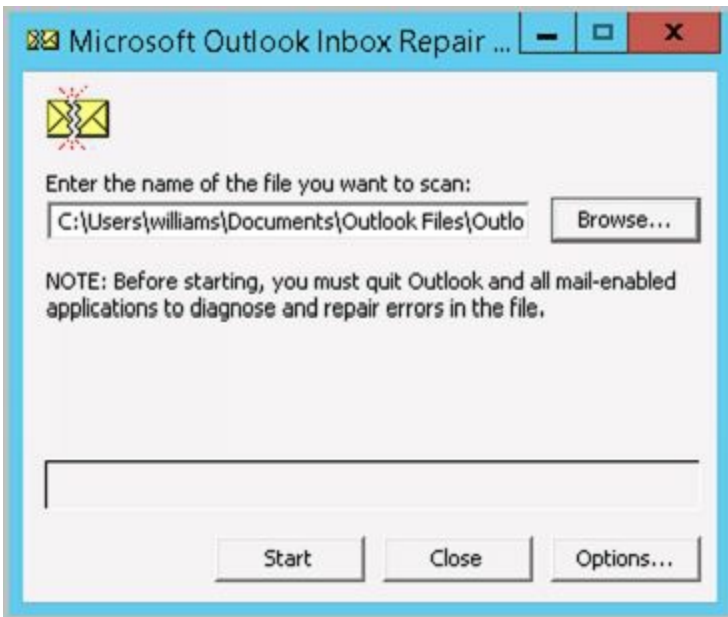 Microsoft Outlook Inbox Repair ...
Enter the name of the file you want to scan:
C:\Users\williams\Documents\Outlook Files\Outlo
Browse...
NOTE: Before starting, you must quit Outlook and all mail-enabled
applications to diagnose and repair errors in the file.
Start
Close
Options...